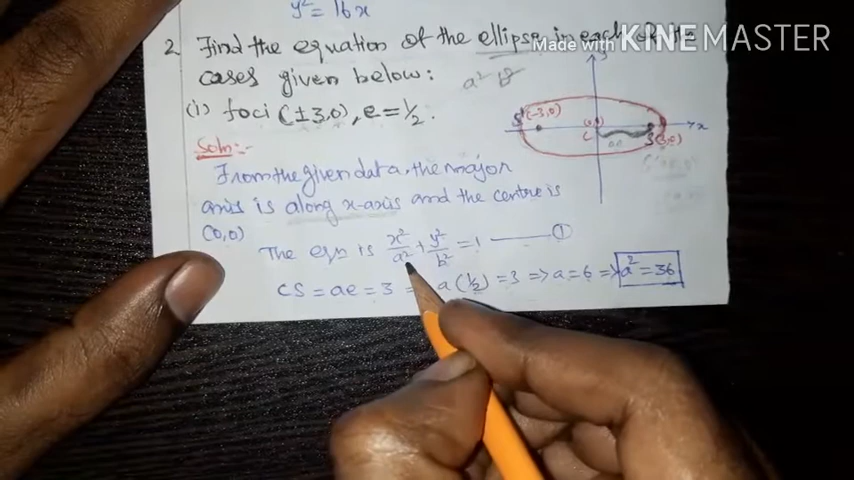 y² = 16x
2 Find the equation of the ellipse in each of the
cases given below:
a² b²
(i) foci (±3,0), e=½.
Soln:-
S'(-3,0) (0,0) C ae S(3,0) x y
From the given data, the major
axis is along x-axis and the centre is
(0,0)
The eqn is x²/a² + y²/b² = 1 ——— ①
CS = ae = 3 = a(½) = 3 => a = 6 => a² = 36
Made with KINEMASTER